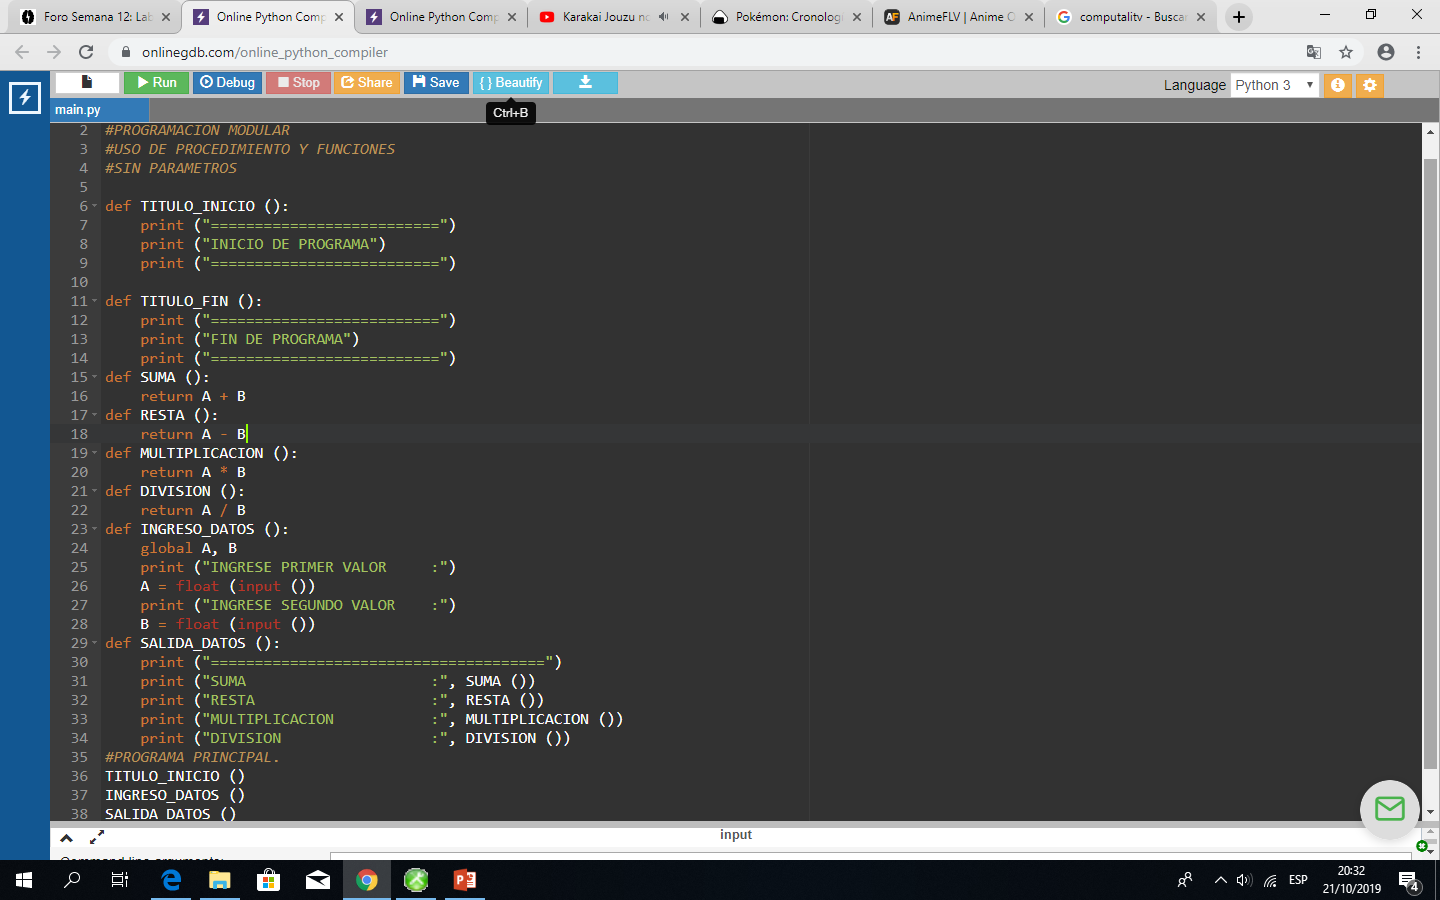 Foro Semana 12: Lab
Online Python Comp
Online Python Comp
Karakai Jouzu no
Pokémon: Cronologí
AnimeFLV | Anime O
computalitv - Busca
onlinegdb.com/online_python_compiler
Run Debug Stop Share Save { } Beautify Language Python 3
main.py
Ctrl+B
2 #PROGRAMACION MODULAR
3 #USO DE PROCEDIMIENTO Y FUNCIONES
4 #SIN PARAMETROS
5
6 def TITULO_INICIO ():
7 print ("==========================")
8 print ("INICIO DE PROGRAMA")
9 print ("==========================")
10
11 def TITULO_FIN ():
12 print ("==========================")
13 print ("FIN DE PROGRAMA")
14 print ("==========================")
15 def SUMA ():
16 return A + B
17 def RESTA ():
18 return A - B
19 def MULTIPLICACION ():
20 return A * B
21 def DIVISION ():
22 return A / B
23 def INGRESO_DATOS ():
24 global A, B
25 print ("INGRESE PRIMER VALOR     :")
26 A = float (input ())
27 print ("INGRESE SEGUNDO VALOR    :")
28 B = float (input ())
29 def SALIDA_DATOS ():
30 print ("======================================")
31 print ("SUMA                     :", SUMA ())
32 print ("RESTA                    :", RESTA ())
33 print ("MULTIPLICACION           :", MULTIPLICACION ())
34 print ("DIVISION                 :", DIVISION ())
35 #PROGRAMA PRINCIPAL.
36 TITULO_INICIO ()
37 INGRESO_DATOS ()
38 SALIDA_DATOS ()
input
Command line arguments:
ESP
20:32
21/10/2019
4